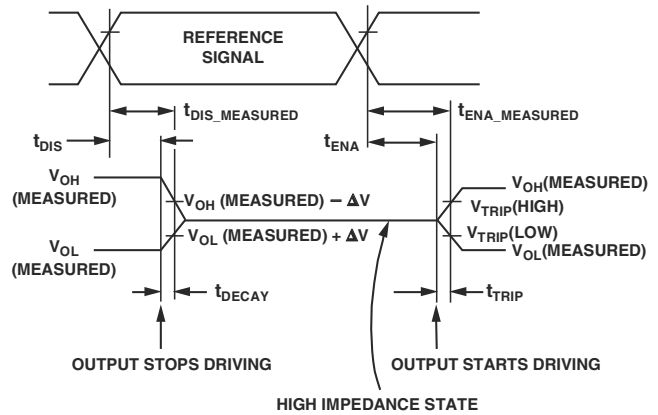 REFERENCE
SIGNAL
tDIS_MEASURED
tENA_MEASURED
tDIS
tENA
VOH
(MEASURED)
VOH (MEASURED) – ΔV
VOH(MEASURED)
VTRIP(HIGH)
VOL
(MEASURED)
VOL (MEASURED) + ΔV
VTRIP(LOW)
VOL(MEASURED)
tDECAY
tTRIP
OUTPUT STOPS DRIVING
OUTPUT STARTS DRIVING
HIGH IMPEDANCE STATE